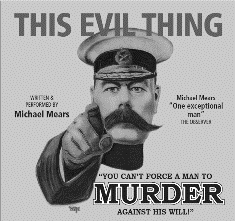 THIS EVIL THING
WRITTEN &
PERFORMED BY
Michael Mears
Michael Mears
"One exceptional
man"
THE OBSERVER
"YOU CAN'T FORCE A MAN TO
MURDER
AGAINST HIS WILL!"